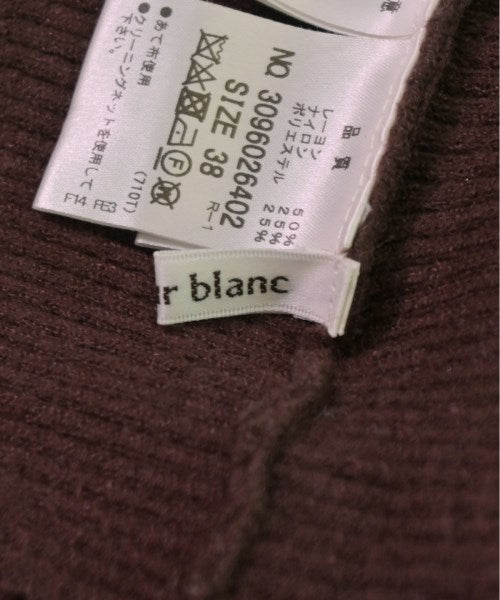 品質
レーヨン 50%
ナイロン 25%
ポリエステル 25%
NO 3096026402
SIZE 38
R-1
F
●あて布使用
●クリーニングネットを使用して
下さい。
(710T)
r blanc